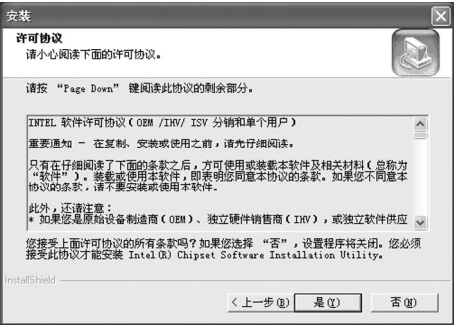 安装
许可协议
请小心阅读下面的许可协议。
请按 “Page Down” 键阅读此协议的剩余部分。
INTEL 软件许可协议 ( OEM /IHV/ ISV 分销和单个用户 )
重要通知 - 在复制、安装或使用之前，请先仔细阅读。
只有在仔细阅读了下面的条款之后，方可使用或装载本软件及相关材料 ( 总称为
“软件” ) 。装载或使用本软件，即表明您同意本协议的条款。如果您不同意本
协议的条款，请不要安装或使用本软件。
此外，还请注意：
* 如果您是原始设备制造商 ( OEM) 、独立硬件销售商 ( IHV) ，或独立软件供应
您接受上面许可协议的所有条款吗？如果您选择 “否”，设置程序将关闭。您必须
接受此协议才能安装 Intel(R) Chipset Software Installation Utility。
InstallShield
< 上一步 (B)
是 (Y)
否 (N)